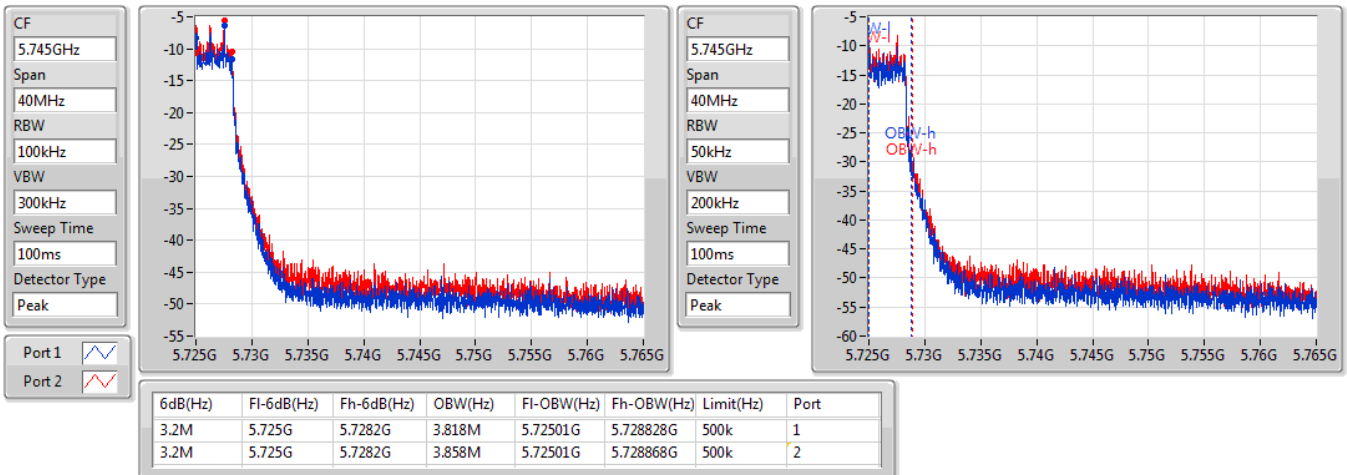 CF
5.745GHz
Span
40MHz
RBW
100kHz
VBW
300kHz
Sweep Time
100ms
Detector Type
Peak
Port 1
Port 2
-5
-10
-15
-20
-25
-30
-35
-40
-45
-50
-55
5.725G 5.73G 5.735G 5.74G 5.745G 5.75G 5.755G 5.76G 5.765G
CF
5.745GHz
Span
40MHz
RBW
50kHz
VBW
200kHz
Sweep Time
100ms
Detector Type
Peak
-5
-10
-15
-20
-25
-30
-35
-40
-45
-50
-55
-60
W-l
W-l
OBW-h
OBW-h
5.725G 5.73G 5.735G 5.74G 5.745G 5.75G 5.755G 5.76G 5.765G
6dB(Hz) Fl-6dB(Hz) Fh-6dB(Hz) OBW(Hz) Fl-OBW(Hz) Fh-OBW(Hz) Limit(Hz) Port
3.2M 5.725G 5.7282G 3.818M 5.72501G 5.728828G 500k 1
3.2M 5.725G 5.7282G 3.858M 5.72501G 5.728868G 500k 2